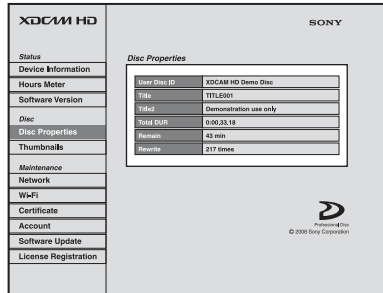 XDCAM HD
SONY
Status
Device Information
Hours Meter
Software Version
Disc
Disc Properties
Thumbnails
Maintenance
Network
Wi-Fi
Certificate
Account
Software Update
License Registration
Disc Properties
User Disc ID XDCAM HD Demo Disc
Title TITLE001
Title2 Demonstration use only
Total DUR 0:00,33,18
Remain 43 min
Rewrite 217 times
Professional Disc
© 2008 Sony Corporation